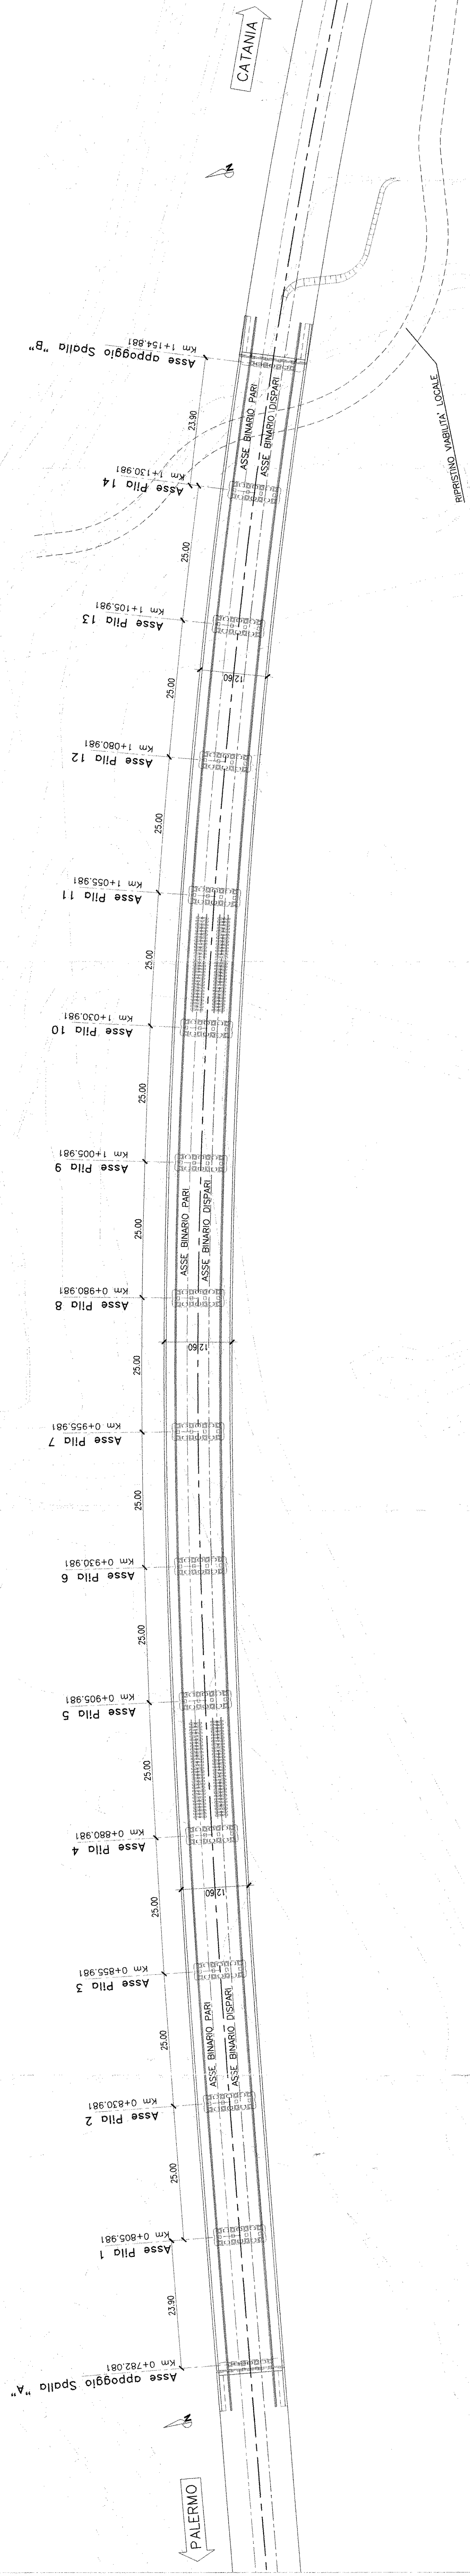 CATANIA
N
Asse appoggio Spalla "B"
Km 1+154.881
23.90
ASSE BINARIO PARI
ASSE BINARIO DISPARI
RIPRISTINO VIABILITA' LOCALE
Asse Pila 14
Km 1+130.981
25.00
Asse Pila 13
Km 1+105.981
12.60
25.00
Asse Pila 12
Km 1+080.981
25.00
Asse Pila 11
Km 1+055.981
25.00
Asse Pila 10
Km 1+030.981
25.00
Asse Pila 9
Km 1+005.981
ASSE BINARIO PARI
ASSE BINARIO DISPARI
25.00
Asse Pila 8
Km 0+980.981
12.60
25.00
Asse Pila 7
Km 0+955.981
25.00
Asse Pila 6
Km 0+930.981
25.00
Asse Pila 5
Km 0+905.981
25.00
Asse Pila 4
Km 0+880.981
12.60
25.00
Asse Pila 3
Km 0+855.981
ASSE BINARIO PARI
ASSE BINARIO DISPARI
25.00
Asse Pila 2
Km 0+830.981
25.00
Asse Pila 1
Km 0+805.981
23.90
Asse appoggio Spalla "A"
Km 0+782.081
N
PALERMO